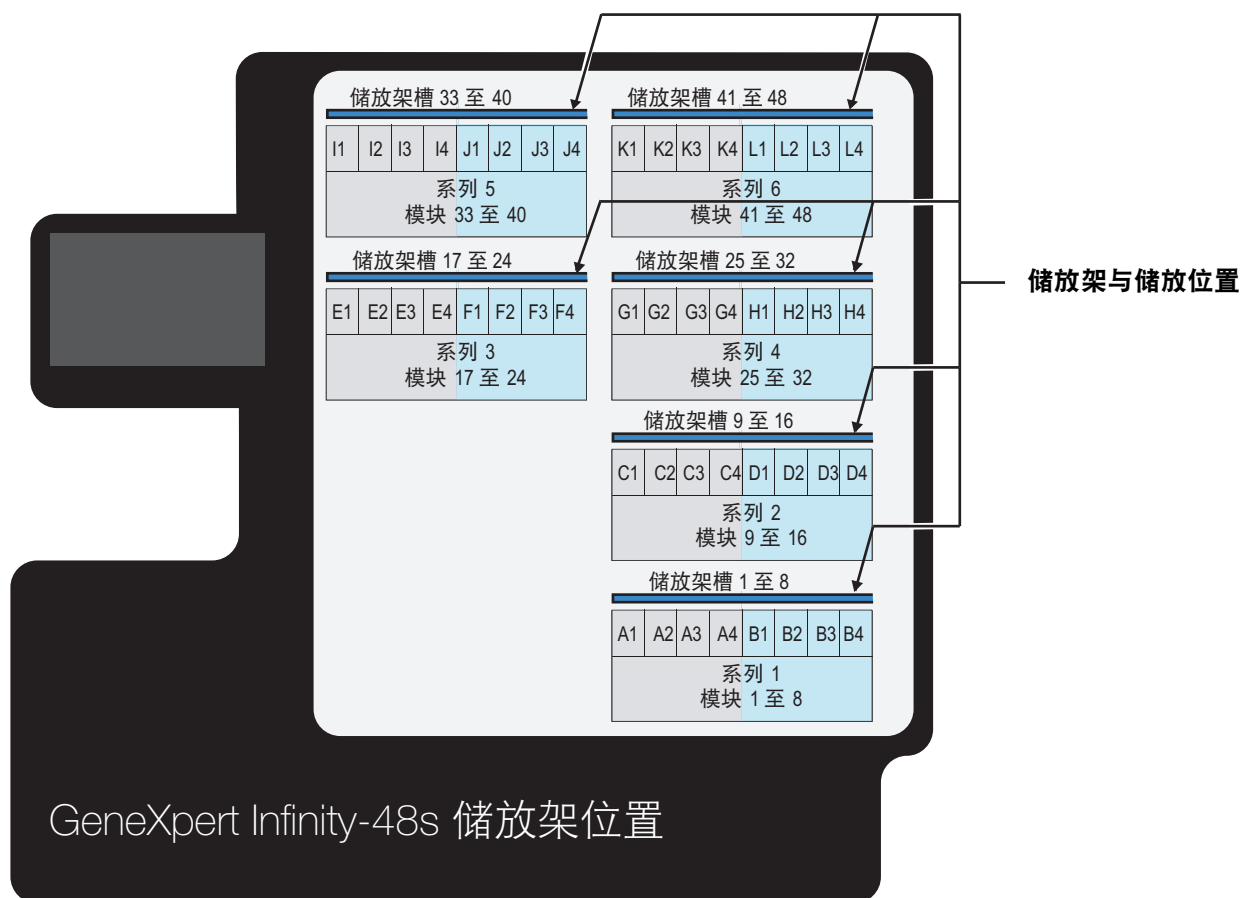 储放架槽 33 至 40
储放架槽 41 至 48
I1 I2 I3 I4 J1 J2 J3 J4
K1 K2 K3 K4 L1 L2 L3 L4
系列 5
模块 33 至 40
系列 6
模块 41 至 48
储放架槽 17 至 24
储放架槽 25 至 32
储放架与储放位置
E1 E2 E3 E4 F1 F2 F3 F4
G1 G2 G3 G4 H1 H2 H3 H4
系列 3
模块 17 至 24
系列 4
模块 25 至 32
储放架槽 9 至 16
C1 C2 C3 C4 D1 D2 D3 D4
系列 2
模块 9 至 16
储放架槽 1 至 8
A1 A2 A3 A4 B1 B2 B3 B4
系列 1
模块 1 至 8
GeneXpert Infinity-48s 储放架位置